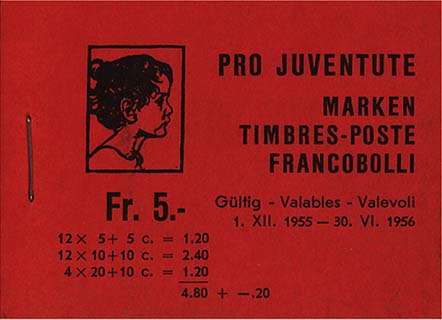 PRO JUVENTUTE
MARKEN
TIMBRES-POSTE
FRANCOBOLLI
Gültig - Valables - Valevoli
1. XII. 1955 — 30. VI. 1956
Fr. 5.-
12 × 5 + 5 c. = 1.20
12 × 10 + 10 c. = 2.40
4 × 20 + 10 c. = 1.20
4.80 + -.20